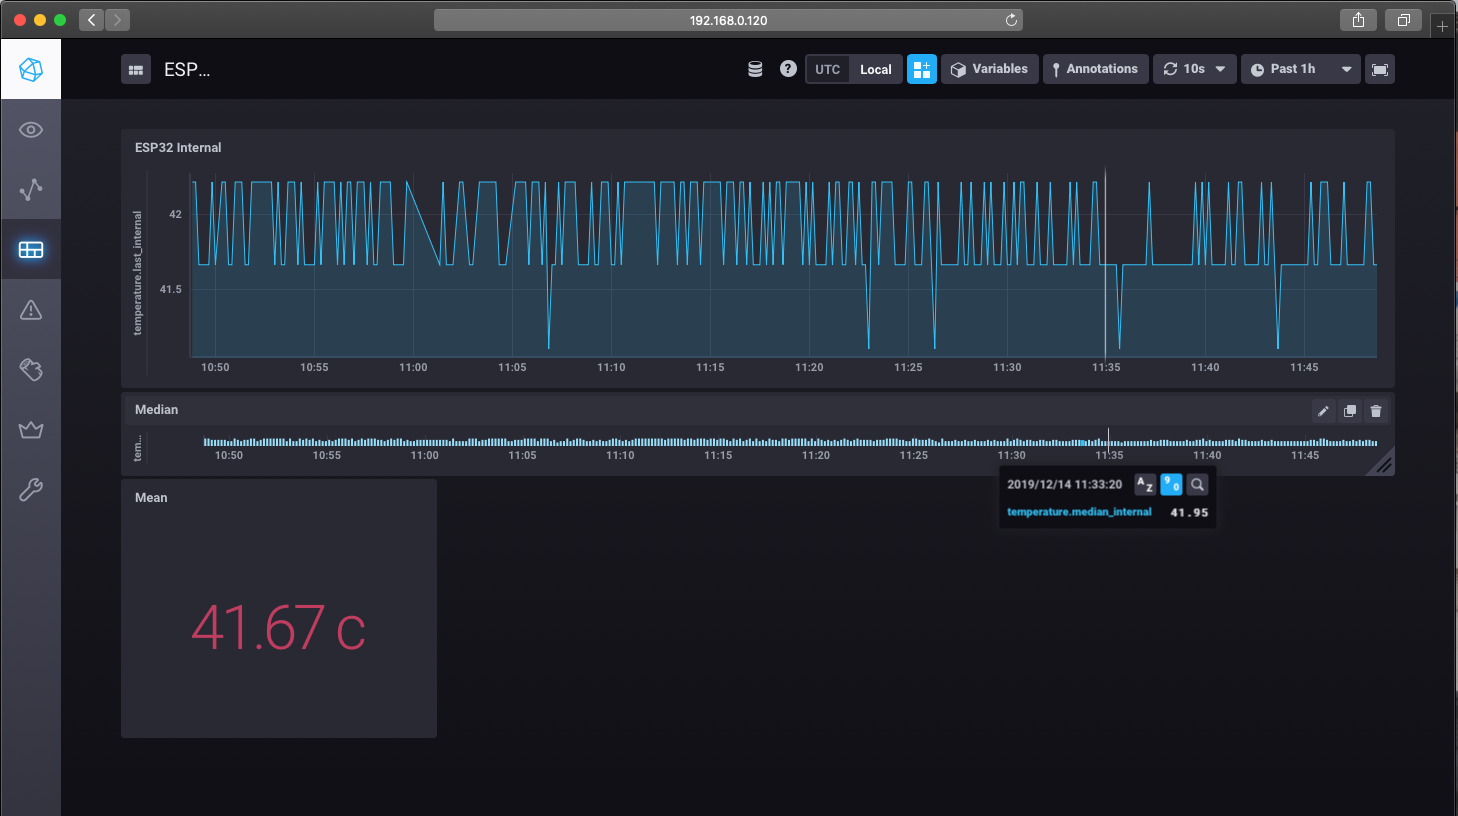 192.168.0.120
ESP...
UTC Local Variables Annotations 10s Past 1h
ESP32 Internal
temperature.last_internal
42
41.5
10:50 10:55 11:00 11:05 11:10 11:15 11:20 11:25 11:30 11:35 11:40 11:45
Median
tem...
10:50 10:55 11:00 11:05 11:10 11:15 11:20 11:25 11:30 11:35 11:40 11:45
2019/12/14 11:33:20 A Z 9 0
temperature.median_internal 41.95
Mean
41.67 c